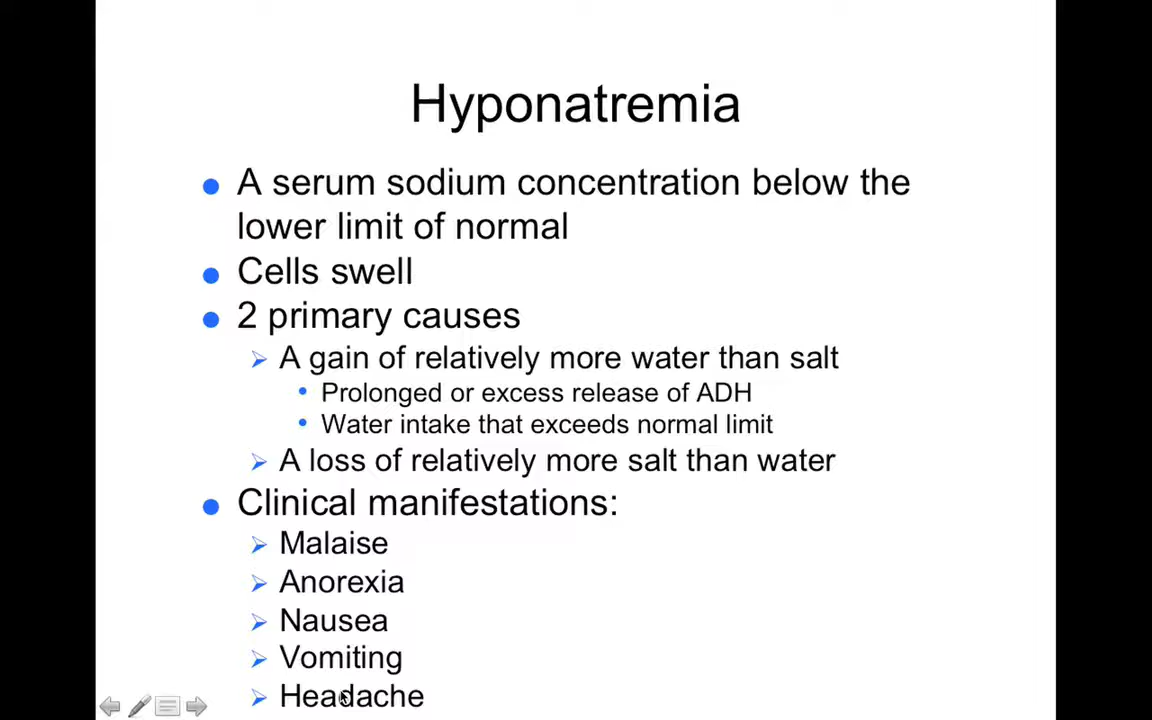 Hyponatremia
A serum sodium concentration below the
lower limit of normal
Cells swell
2 primary causes
A gain of relatively more water than salt
Prolonged or excess release of ADH
Water intake that exceeds normal limit
A loss of relatively more salt than water
Clinical manifestations:
Malaise
Anorexia
Nausea
Vomiting
Headache